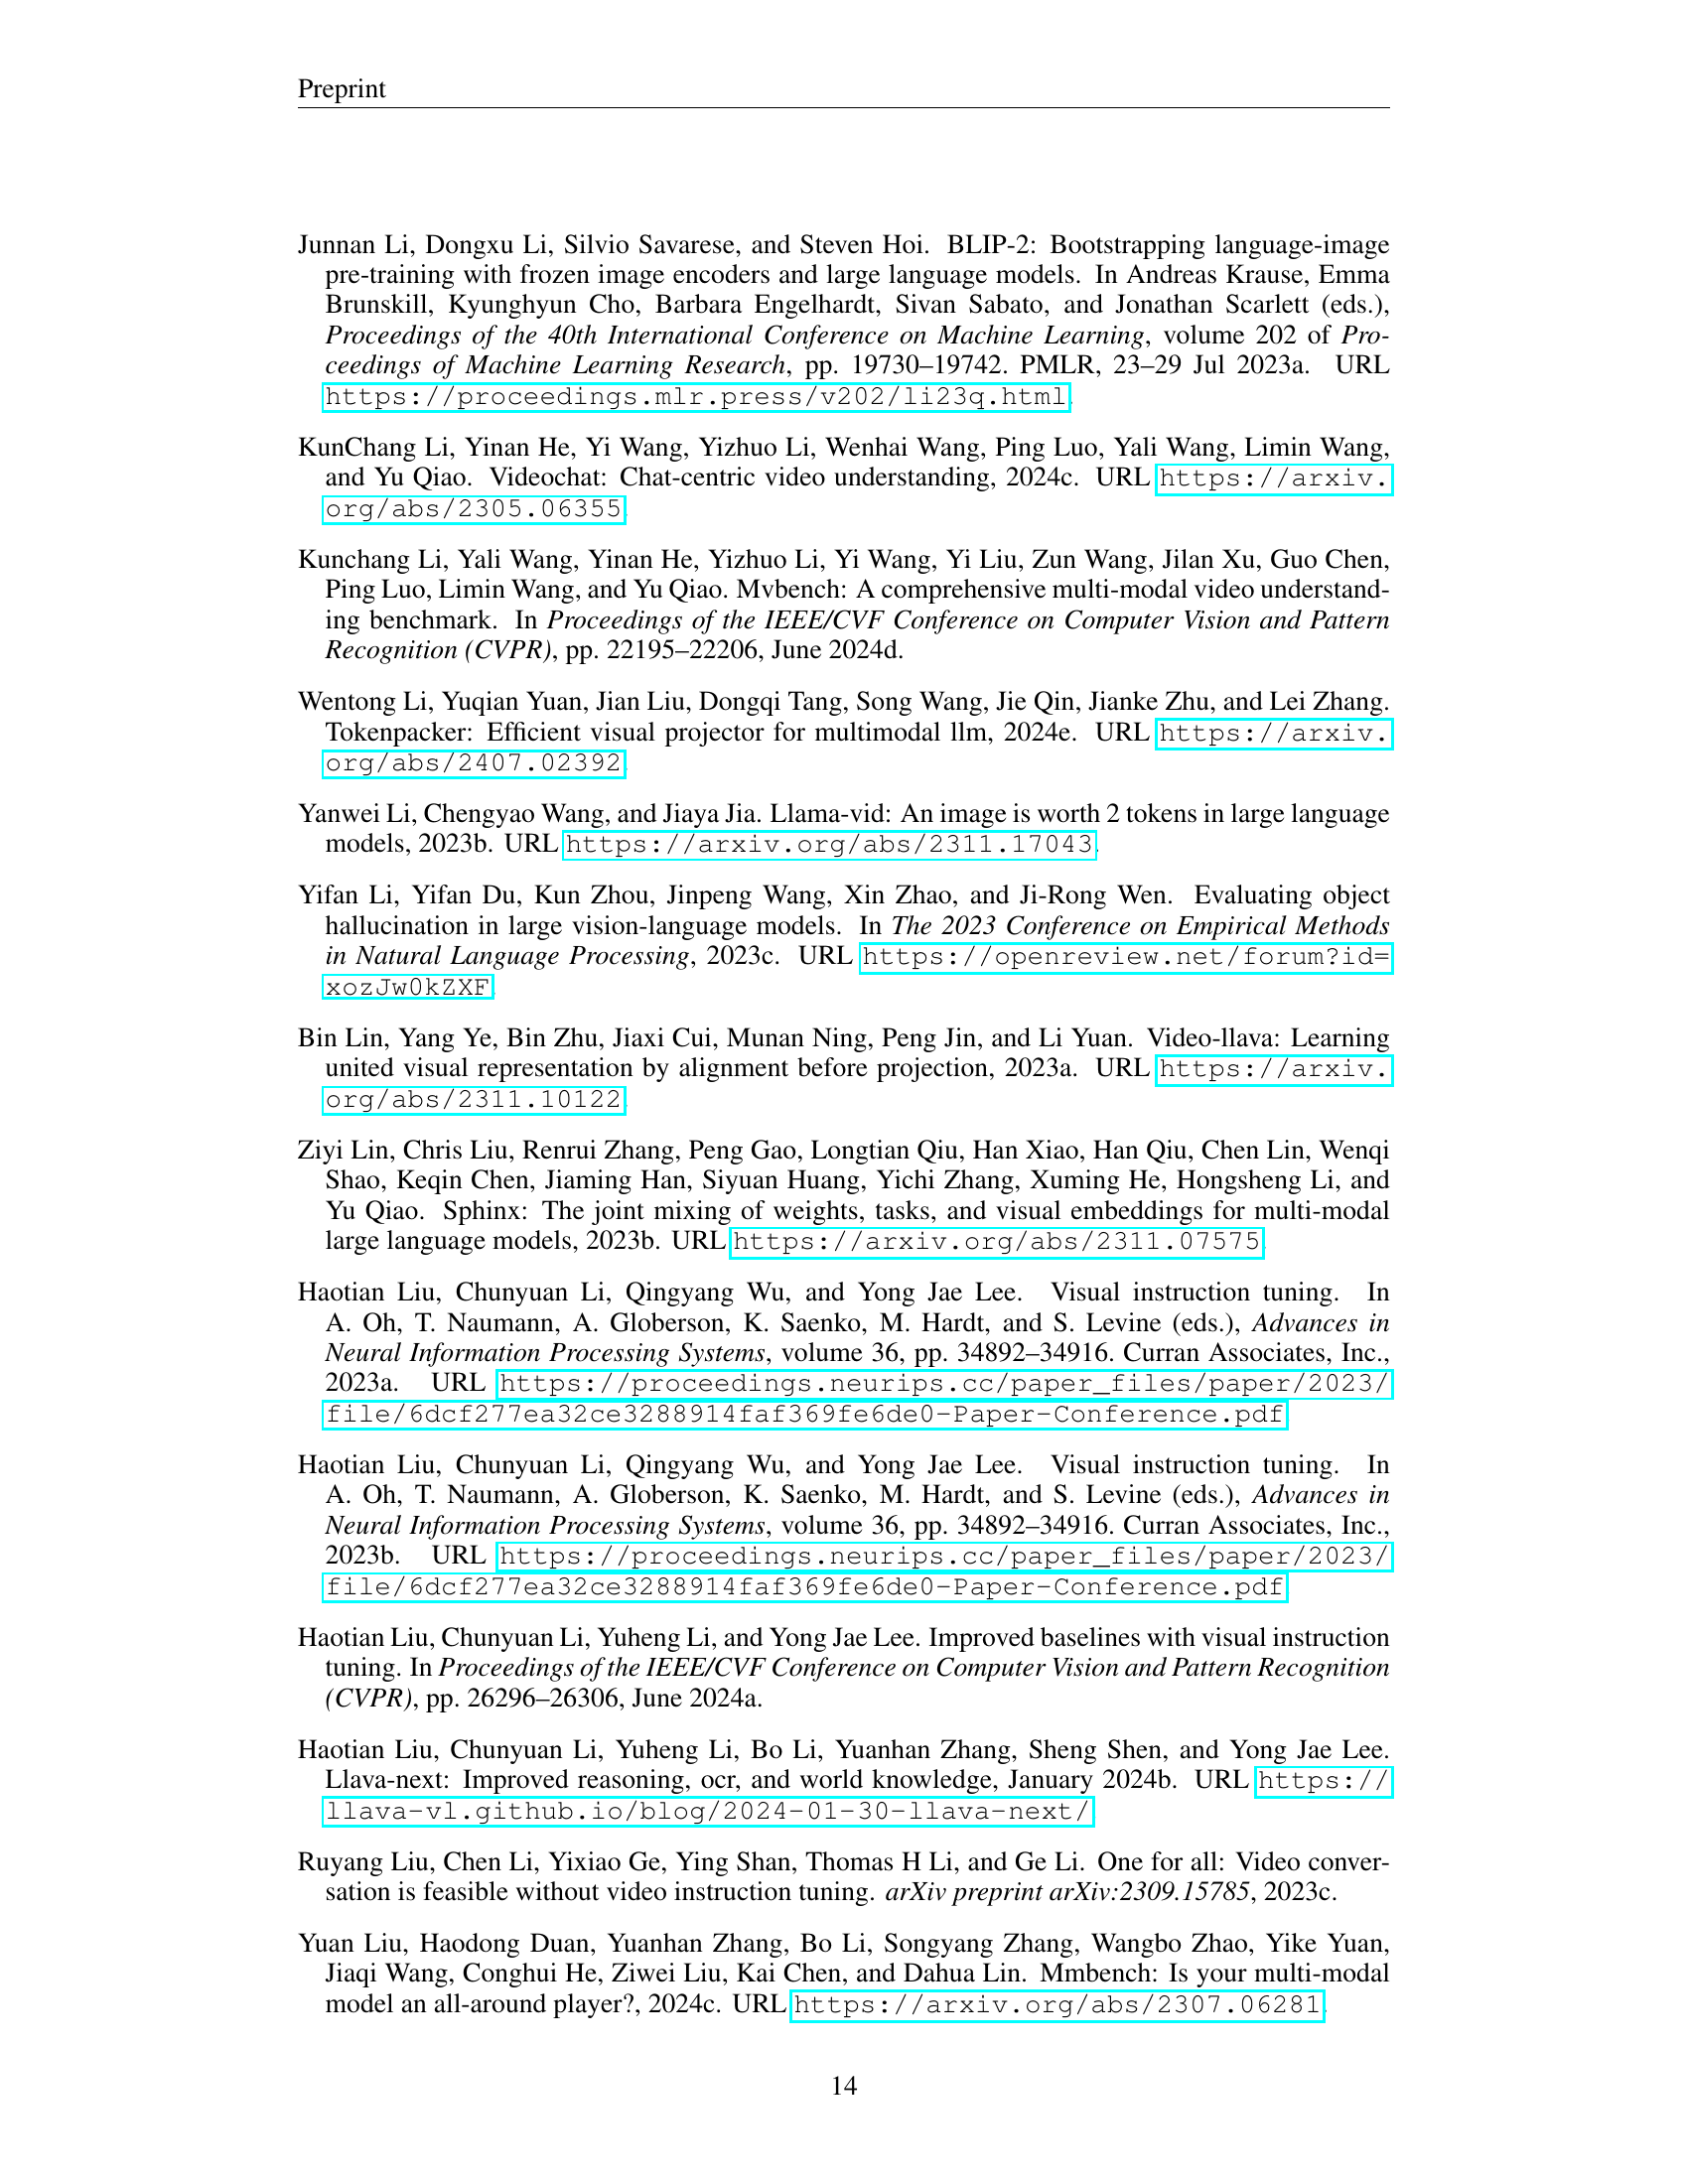 Preprint
Junnan Li, Dongxu Li, Silvio Savarese, and Steven Hoi. BLIP-2: Bootstrapping language-image
pre-training with frozen image encoders and large language models. In Andreas Krause, Emma
Brunskill, Kyunghyun Cho, Barbara Engelhardt, Sivan Sabato, and Jonathan Scarlett (eds.),
Proceedings of the 40th International Conference on Machine Learning, volume 202 of Pro-
ceedings of Machine Learning Research, pp. 19730–19742. PMLR, 23–29 Jul 2023a. URL
https://proceedings.mlr.press/v202/li23q.html.
KunChang Li, Yinan He, Yi Wang, Yizhuo Li, Wenhai Wang, Ping Luo, Yali Wang, Limin Wang,
and Yu Qiao. Videochat: Chat-centric video understanding, 2024c. URL https://arxiv.
org/abs/2305.06355.
Kunchang Li, Yali Wang, Yinan He, Yizhuo Li, Yi Wang, Yi Liu, Zun Wang, Jilan Xu, Guo Chen,
Ping Luo, Limin Wang, and Yu Qiao. Mvbench: A comprehensive multi-modal video understand-
ing benchmark. In Proceedings of the IEEE/CVF Conference on Computer Vision and Pattern
Recognition (CVPR), pp. 22195–22206, June 2024d.
Wentong Li, Yuqian Yuan, Jian Liu, Dongqi Tang, Song Wang, Jie Qin, Jianke Zhu, and Lei Zhang.
Tokenpacker: Efficient visual projector for multimodal llm, 2024e. URL https://arxiv.
org/abs/2407.02392.
Yanwei Li, Chengyao Wang, and Jiaya Jia. Llama-vid: An image is worth 2 tokens in large language
models, 2023b. URL https://arxiv.org/abs/2311.17043.
Yifan Li, Yifan Du, Kun Zhou, Jinpeng Wang, Xin Zhao, and Ji-Rong Wen. Evaluating object
hallucination in large vision-language models. In The 2023 Conference on Empirical Methods
in Natural Language Processing, 2023c. URL https://openreview.net/forum?id=
xozJw0kZXF.
Bin Lin, Yang Ye, Bin Zhu, Jiaxi Cui, Munan Ning, Peng Jin, and Li Yuan. Video-llava: Learning
united visual representation by alignment before projection, 2023a. URL https://arxiv.
org/abs/2311.10122.
Ziyi Lin, Chris Liu, Renrui Zhang, Peng Gao, Longtian Qiu, Han Xiao, Han Qiu, Chen Lin, Wenqi
Shao, Keqin Chen, Jiaming Han, Siyuan Huang, Yichi Zhang, Xuming He, Hongsheng Li, and
Yu Qiao. Sphinx: The joint mixing of weights, tasks, and visual embeddings for multi-modal
large language models, 2023b. URL https://arxiv.org/abs/2311.07575.
Haotian Liu, Chunyuan Li, Qingyang Wu, and Yong Jae Lee. Visual instruction tuning. In
A. Oh, T. Naumann, A. Globerson, K. Saenko, M. Hardt, and S. Levine (eds.), Advances in
Neural Information Processing Systems, volume 36, pp. 34892–34916. Curran Associates, Inc.,
2023a. URL https://proceedings.neurips.cc/paper_files/paper/2023/
file/6dcf277ea32ce3288914faf369fe6de0-Paper-Conference.pdf.
Haotian Liu, Chunyuan Li, Qingyang Wu, and Yong Jae Lee. Visual instruction tuning. In
A. Oh, T. Naumann, A. Globerson, K. Saenko, M. Hardt, and S. Levine (eds.), Advances in
Neural Information Processing Systems, volume 36, pp. 34892–34916. Curran Associates, Inc.,
2023b. URL https://proceedings.neurips.cc/paper_files/paper/2023/
file/6dcf277ea32ce3288914faf369fe6de0-Paper-Conference.pdf.
Haotian Liu, Chunyuan Li, Yuheng Li, and Yong Jae Lee. Improved baselines with visual instruction
tuning. In Proceedings of the IEEE/CVF Conference on Computer Vision and Pattern Recognition
(CVPR), pp. 26296–26306, June 2024a.
Haotian Liu, Chunyuan Li, Yuheng Li, Bo Li, Yuanhan Zhang, Sheng Shen, and Yong Jae Lee.
Llava-next: Improved reasoning, ocr, and world knowledge, January 2024b. URL https://
llava-vl.github.io/blog/2024-01-30-llava-next/.
Ruyang Liu, Chen Li, Yixiao Ge, Ying Shan, Thomas H Li, and Ge Li. One for all: Video conver-
sation is feasible without video instruction tuning. arXiv preprint arXiv:2309.15785, 2023c.
Yuan Liu, Haodong Duan, Yuanhan Zhang, Bo Li, Songyang Zhang, Wangbo Zhao, Yike Yuan,
Jiaqi Wang, Conghui He, Ziwei Liu, Kai Chen, and Dahua Lin. Mmbench: Is your multi-modal
model an all-around player?, 2024c. URL https://arxiv.org/abs/2307.06281.
14